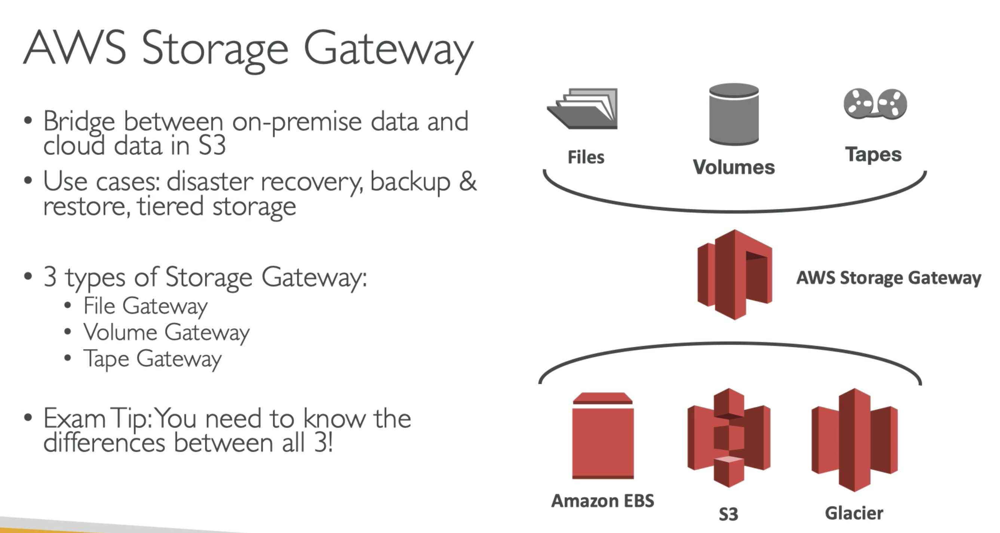 AWS Storage Gateway
• Bridge between on-premise data and
cloud data in S3
• Use cases: disaster recovery, backup &
restore, tiered storage
• 3 types of Storage Gateway:
• File Gateway
• Volume Gateway
• Tape Gateway
• Exam Tip: You need to know the
differences between all 3!
Files
Volumes
Tapes
AWS Storage Gateway
Amazon EBS
S3
Glacier